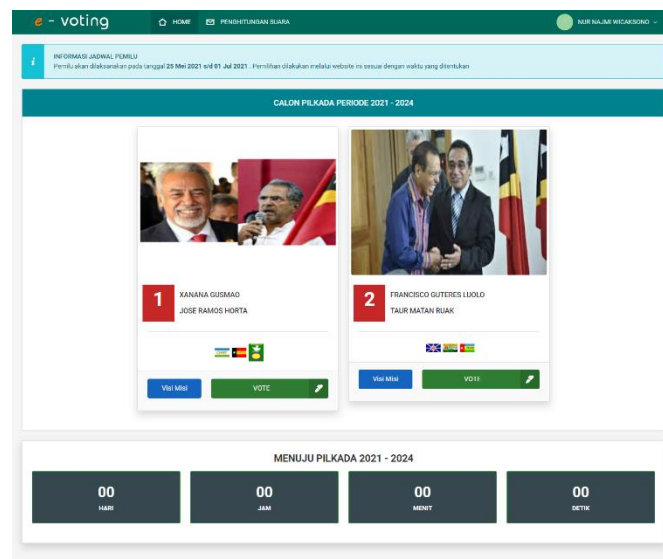 e - voting
HOME
PENGHITUNGAN SUARA
NUR NAJMI WICAKSONO
INFORMASI JADWAL PEMILU
Pemilu akan dilaksanakan pada tanggal 25 Mei 2021 s/d 01 Jul 2021 . Pemilihan dilakukan melalui website ini sesuai dengan waktu yang ditentukan
CALON PILKADA PERIODE 2021 - 2024
1
XANANA GUSMAO
JOSE RAMOS HORTA
Visi Misi
VOTE
2
FRANCISCO GUTERES LUOLO
TAUR MATAN RUAK
Visi Misi
VOTE
MENUJU PILKADA 2021 - 2024
00
HARI
00
JAM
00
MENIT
00
DETIK